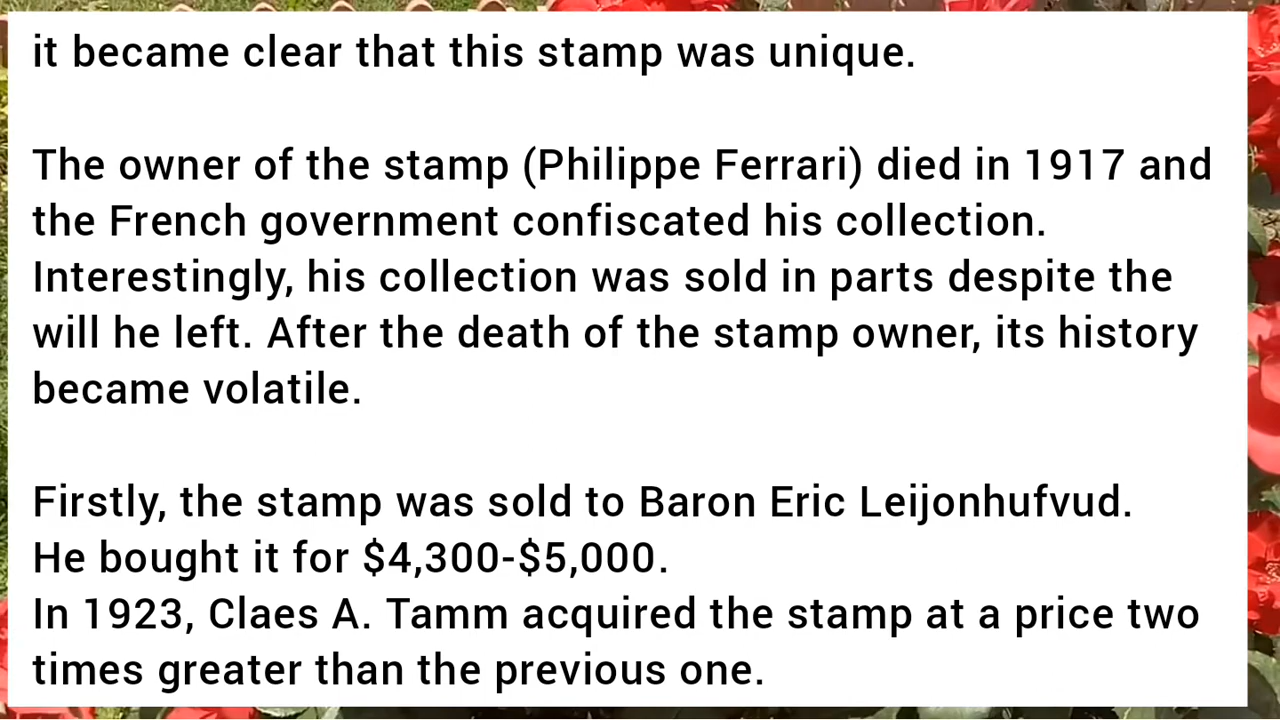 it became clear that this stamp was unique.
The owner of the stamp (Philippe Ferrari) died in 1917 and
the French government confiscated his collection.
Interestingly, his collection was sold in parts despite the
will he left. After the death of the stamp owner, its history
became volatile.
Firstly, the stamp was sold to Baron Eric Leijonhufvud.
He bought it for $4,300-$5,000.
In 1923, Claes A. Tamm acquired the stamp at a price two
times greater than the previous one.